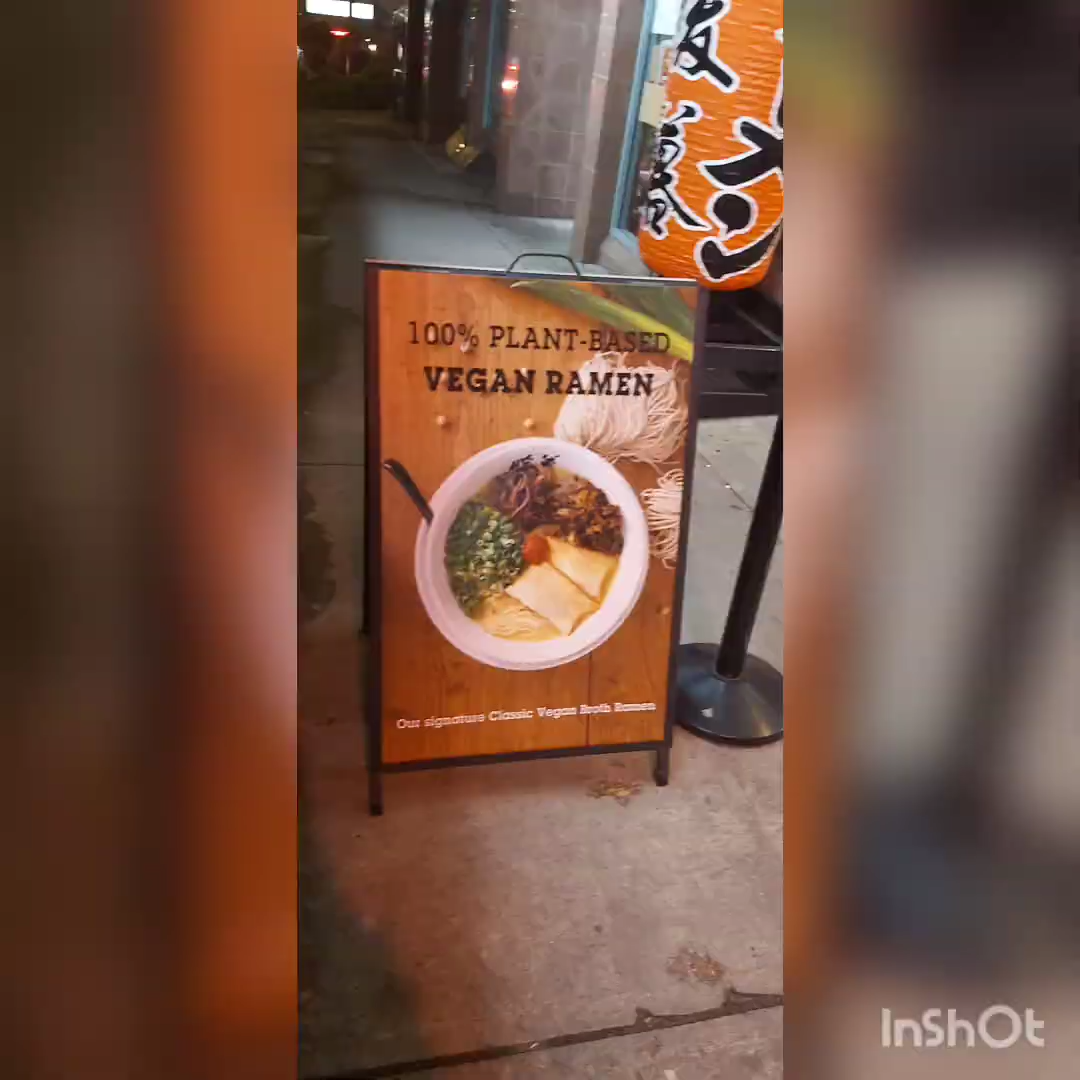 100% PLANT-BASED
VEGAN RAMEN
Our signature Classic Vegan Broth Ramen
InShOt